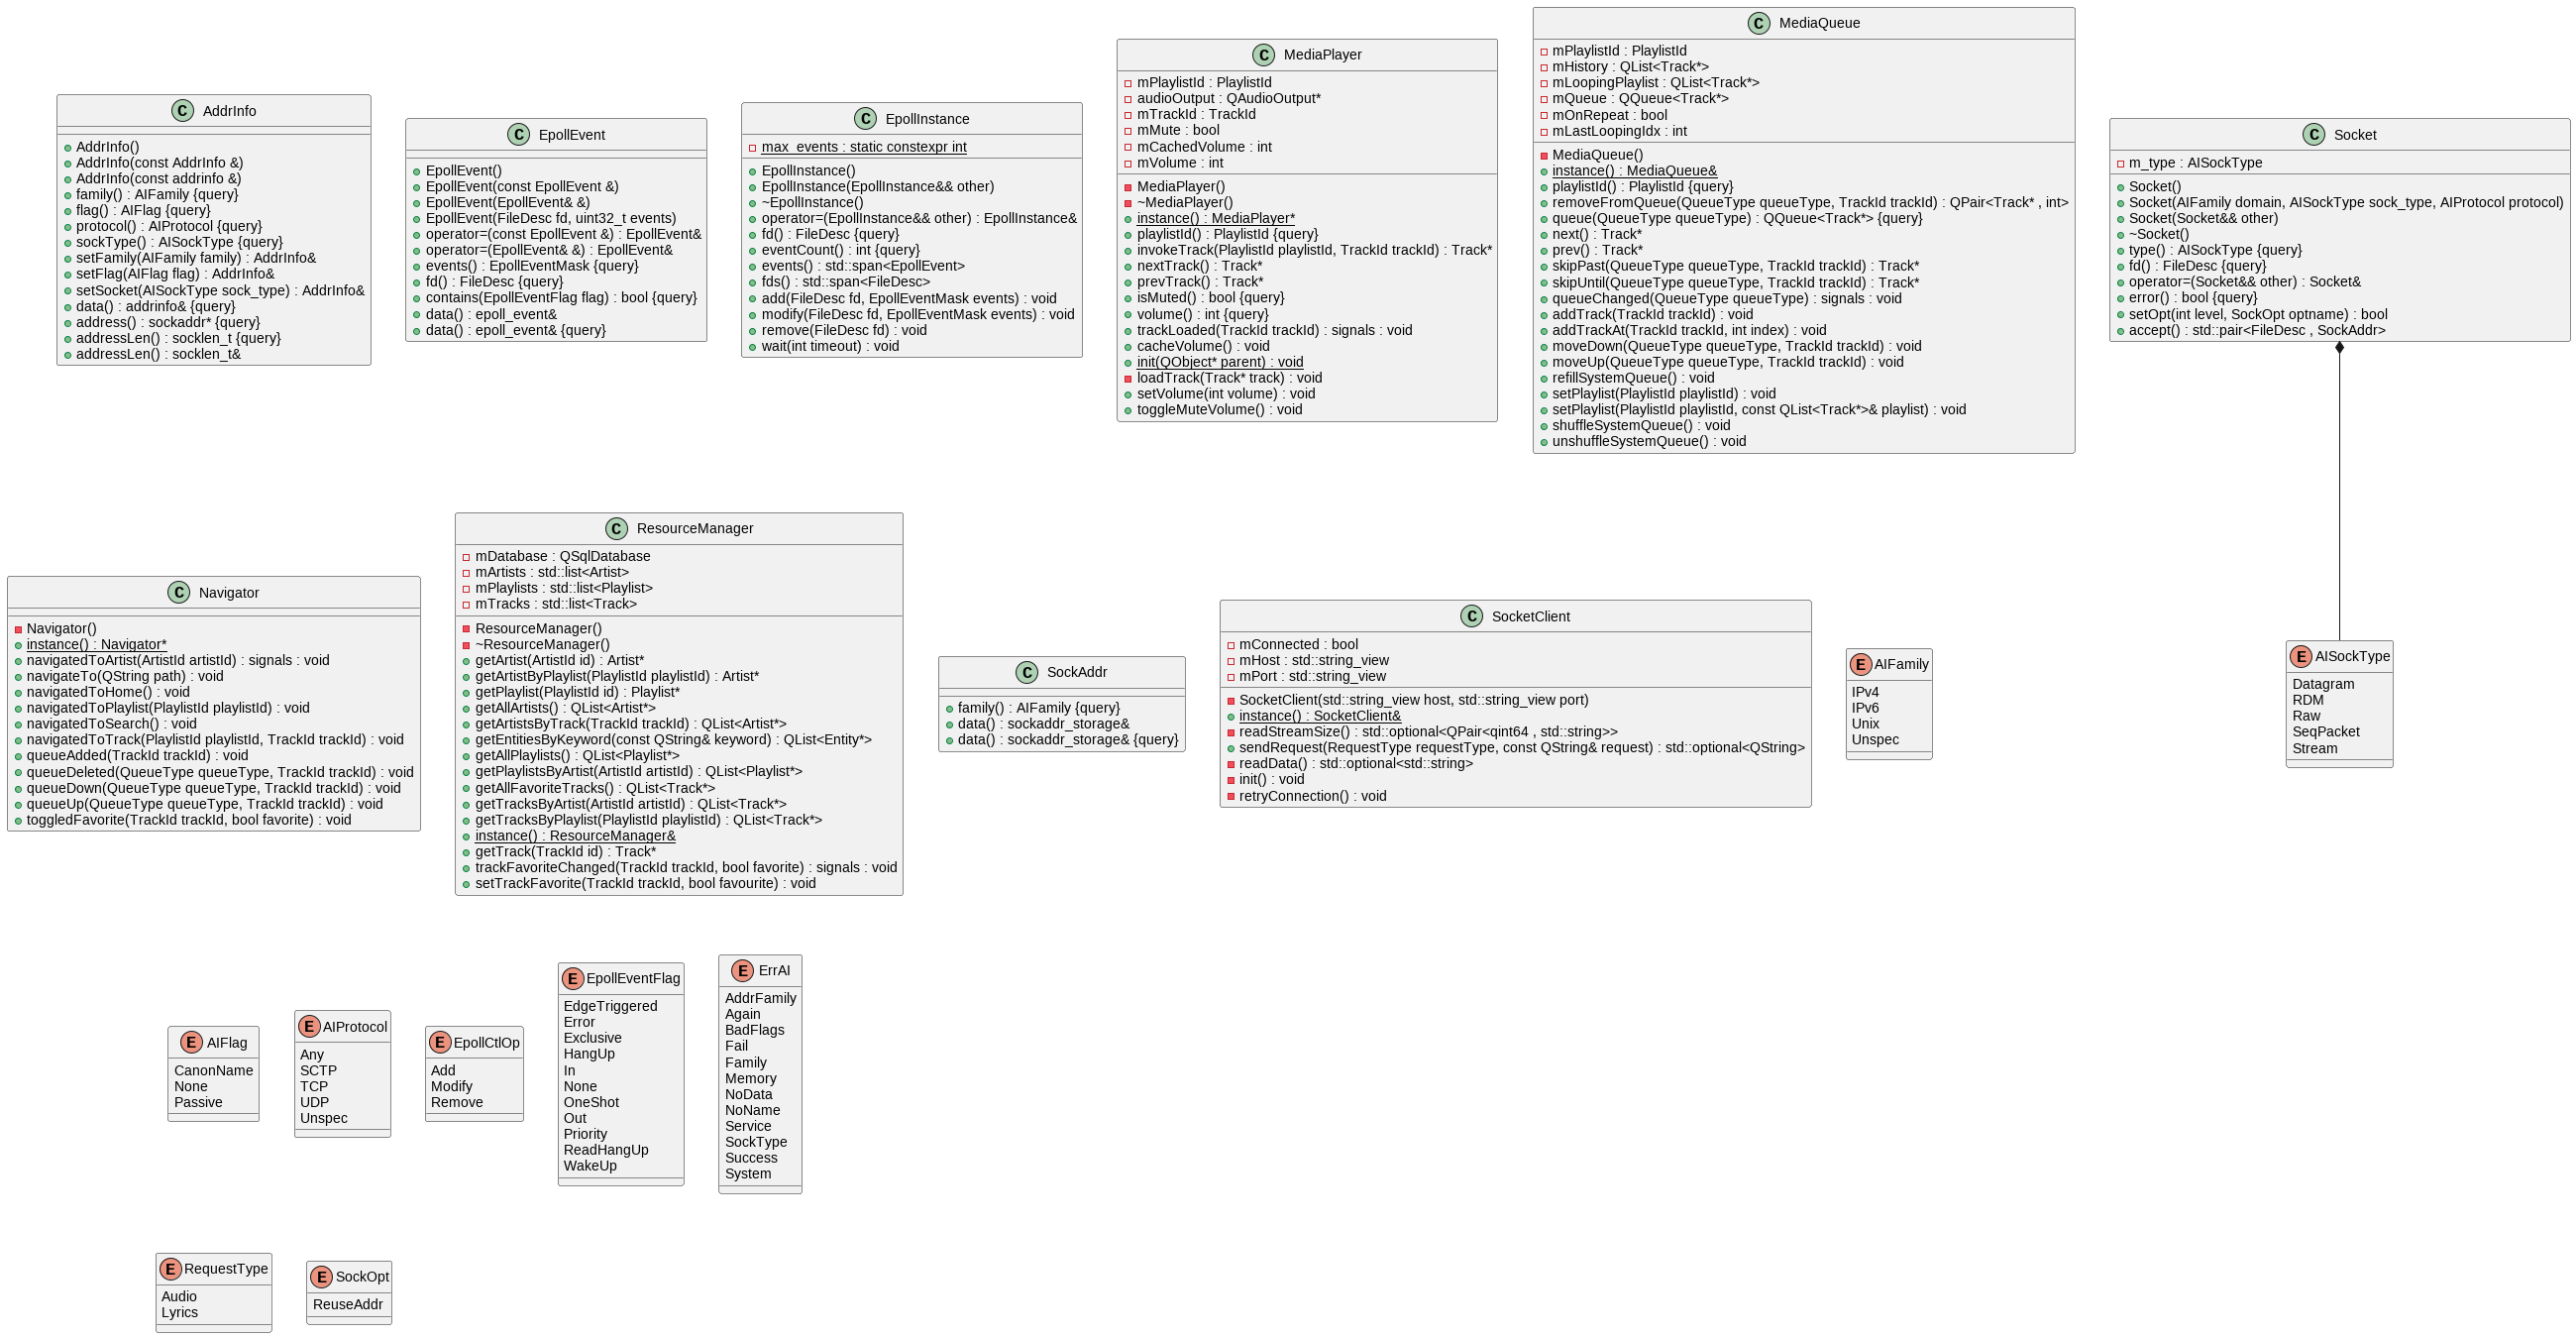 C AddrInfo
AddrInfo()
AddrInfo(const AddrInfo &)
AddrInfo(const addrinfo &)
family() : AIFamily {query}
flag() : AIFlag {query}
protocol() : AIProtocol {query}
sockType() : AISockType {query}
setFamily(AIFamily family) : AddrInfo&
setFlag(AIFlag flag) : AddrInfo&
setSocket(AISockType sock_type) : AddrInfo&
data() : addrinfo& {query}
address() : sockaddr* {query}
addressLen() : socklen_t {query}
addressLen() : socklen_t&
C EpollEvent
EpollEvent()
EpollEvent(const EpollEvent &)
EpollEvent(EpollEvent& &)
EpollEvent(FileDesc fd, uint32_t events)
operator=(const EpollEvent &) : EpollEvent&
operator=(EpollEvent& &) : EpollEvent&
events() : EpollEventMask {query}
fd() : FileDesc {query}
contains(EpollEventFlag flag) : bool {query}
data() : epoll_event&
data() : epoll_event& {query}
C EpollInstance
max_events : static constexpr int
EpollInstance()
EpollInstance(EpollInstance&& other)
~EpollInstance()
operator=(EpollInstance&& other) : EpollInstance&
fd() : FileDesc {query}
eventCount() : int {query}
events() : std::span<EpollEvent>
fds() : std::span<FileDesc>
add(FileDesc fd, EpollEventMask events) : void
modify(FileDesc fd, EpollEventMask events) : void
remove(FileDesc fd) : void
wait(int timeout) : void
C MediaPlayer
mPlaylistId : PlaylistId
audioOutput : QAudioOutput*
mTrackId : TrackId
mMute : bool
mCachedVolume : int
mVolume : int
MediaPlayer()
~MediaPlayer()
instance() : MediaPlayer*
playlistId() : PlaylistId {query}
invokeTrack(PlaylistId playlistId, TrackId trackId) : Track*
nextTrack() : Track*
prevTrack() : Track*
isMuted() : bool {query}
volume() : int {query}
trackLoaded(TrackId trackId) : signals : void
cacheVolume() : void
init(QObject* parent) : void
loadTrack(Track* track) : void
setVolume(int volume) : void
toggleMuteVolume() : void
C MediaQueue
mPlaylistId : PlaylistId
mHistory : QList<Track*>
mLoopingPlaylist : QList<Track*>
mQueue : QQueue<Track*>
mOnRepeat : bool
mLastLoopingIdx : int
MediaQueue()
instance() : MediaQueue&
playlistId() : PlaylistId {query}
removeFromQueue(QueueType queueType, TrackId trackId) : QPair<Track* , int>
queue(QueueType queueType) : QQueue<Track*> {query}
next() : Track*
prev() : Track*
skipPast(QueueType queueType, TrackId trackId) : Track*
skipUntil(QueueType queueType, TrackId trackId) : Track*
queueChanged(QueueType queueType) : signals : void
addTrack(TrackId trackId) : void
addTrackAt(TrackId trackId, int index) : void
moveDown(QueueType queueType, TrackId trackId) : void
moveUp(QueueType queueType, TrackId trackId) : void
refillSystemQueue() : void
setPlaylist(PlaylistId playlistId) : void
setPlaylist(PlaylistId playlistId, const QList<Track*>& playlist) : void
shuffleSystemQueue() : void
unshuffleSystemQueue() : void
C Socket
m_type : AISockType
Socket()
Socket(AIFamily domain, AISockType sock_type, AIProtocol protocol)
Socket(Socket&& other)
~Socket()
type() : AISockType {query}
fd() : FileDesc {query}
operator=(Socket&& other) : Socket&
error() : bool {query}
setOpt(int level, SockOpt optname) : bool
accept() : std::pair<FileDesc , SockAddr>
C Navigator
Navigator()
instance() : Navigator*
navigatedToArtist(ArtistId artistId) : signals : void
navigateTo(QString path) : void
navigatedToHome() : void
navigatedToPlaylist(PlaylistId playlistId) : void
navigatedToSearch() : void
navigatedToTrack(PlaylistId playlistId, TrackId trackId) : void
queueAdded(TrackId trackId) : void
queueDeleted(QueueType queueType, TrackId trackId) : void
queueDown(QueueType queueType, TrackId trackId) : void
queueUp(QueueType queueType, TrackId trackId) : void
toggledFavorite(TrackId trackId, bool favorite) : void
C ResourceManager
mDatabase : QSqlDatabase
mArtists : std::list<Artist>
mPlaylists : std::list<Playlist>
mTracks : std::list<Track>
ResourceManager()
~ResourceManager()
getArtist(ArtistId id) : Artist*
getArtistByPlaylist(PlaylistId playlistId) : Artist*
getPlaylist(PlaylistId id) : Playlist*
getAllArtists() : QList<Artist*>
getArtistsByTrack(TrackId trackId) : QList<Artist*>
getEntitiesByKeyword(const QString& keyword) : QList<Entity*>
getAllPlaylists() : QList<Playlist*>
getPlaylistsByArtist(ArtistId artistId) : QList<Playlist*>
getAllFavoriteTracks() : QList<Track*>
getTracksByArtist(ArtistId artistId) : QList<Track*>
getTracksByPlaylist(PlaylistId playlistId) : QList<Track*>
instance() : ResourceManager&
getTrack(TrackId id) : Track*
trackFavoriteChanged(TrackId trackId, bool favorite) : signals : void
setTrackFavorite(TrackId trackId, bool favourite) : void
C SockAddr
family() : AIFamily {query}
data() : sockaddr_storage&
data() : sockaddr_storage& {query}
C SocketClient
mConnected : bool
mHost : std::string_view
mPort : std::string_view
SocketClient(std::string_view host, std::string_view port)
instance() : SocketClient&
readStreamSize() : std::optional<QPair<qint64 , std::string>>
sendRequest(RequestType requestType, const QString& request) : std::optional<QString>
readData() : std::optional<std::string>
init() : void
retryConnection() : void
E AIFamily
IPv4
IPv6
Unix
Unspec
E AISockType
Datagram
RDM
Raw
SeqPacket
Stream
E AIFlag
CanonName
None
Passive
E AIProtocol
Any
SCTP
TCP
UDP
Unspec
E EpollCtlOp
Add
Modify
Remove
E EpollEventFlag
EdgeTriggered
Error
Exclusive
HangUp
In
None
OneShot
Out
Priority
ReadHangUp
WakeUp
E ErrAI
AddrFamily
Again
BadFlags
Fail
Family
Memory
NoData
NoName
Service
SockType
Success
System
E RequestType
Audio
Lyrics
E SockOpt
ReuseAddr